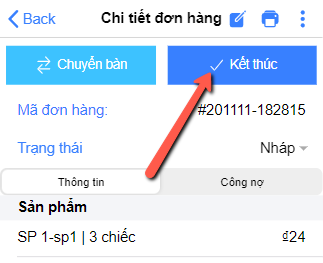 Back Chi tiết đơn hàng
Chuyển bàn Kết thúc
Mã đơn hàng: #201111-182815
Trạng thái Nháp
Thông tin Công nợ
Sản phẩm
SP 1-sp1 | 3 chiếc ₫24